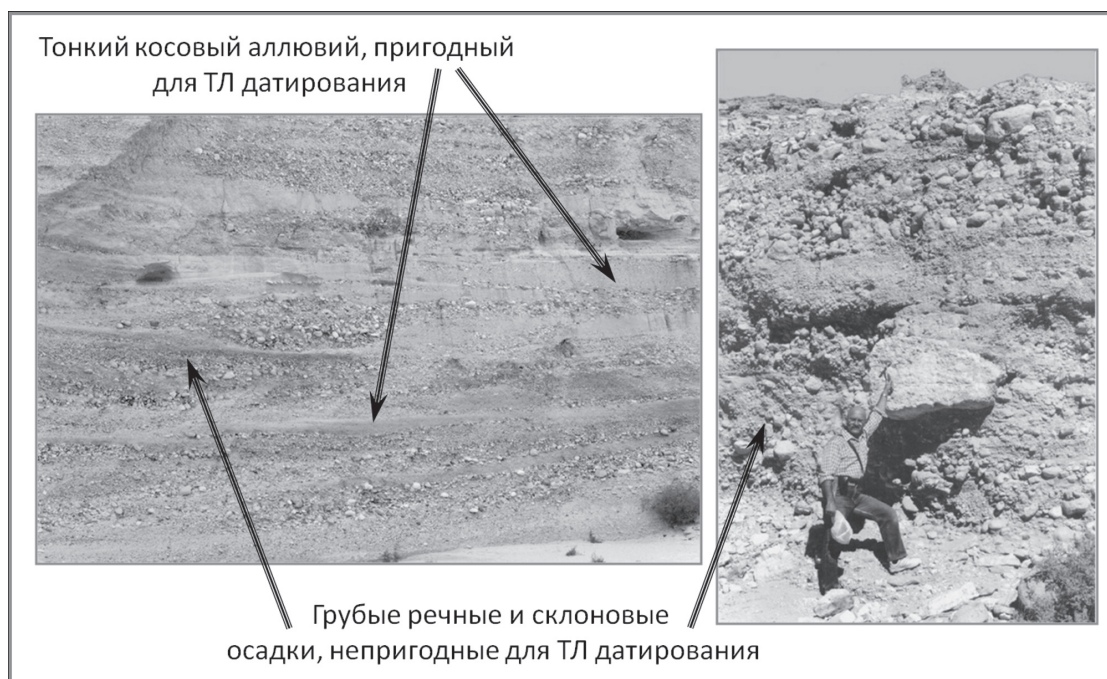 Тонкий косовый аллювий, пригодный
для ТЛ датирования
Грубые речные и склоновые
осадки, непригодные для ТЛ датирования